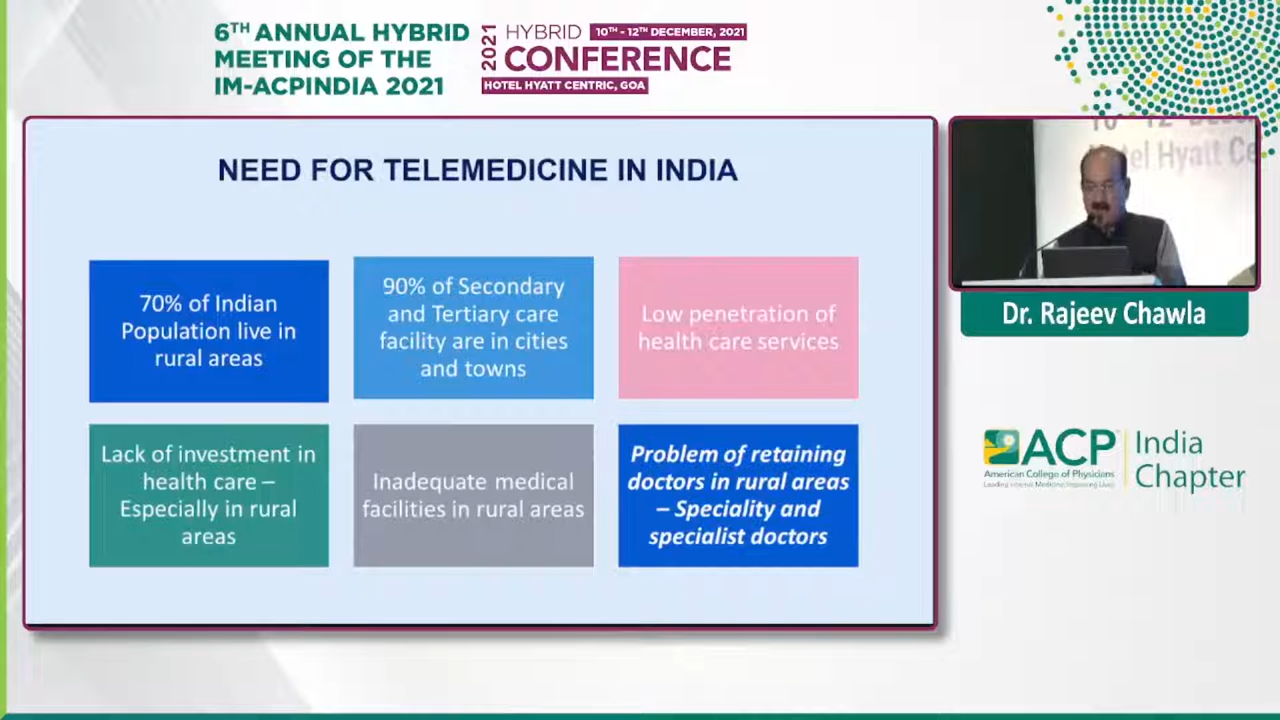 6TH ANNUAL HYBRID
MEETING OF THE
IM-ACPINDIA 2021
2021
HYBRID
10TH - 12TH DECEMBER, 2021
CONFERENCE
HOTEL HYATT CENTRIC, GOA
NEED FOR TELEMEDICINE IN INDIA
70% of Indian
Population live in
rural areas
90% of Secondary
and Tertiary care
facility are in cities
and towns
Low penetration of
health care services
Lack of investment in
health care –
Especially in rural
areas
Inadequate medical
facilities in rural areas
Problem of retaining
doctors in rural areas
– Speciality and
specialist doctors
Hyatt Ce
Dr. Rajeev Chawla
ACP
American College of Physicians
India
Chapter